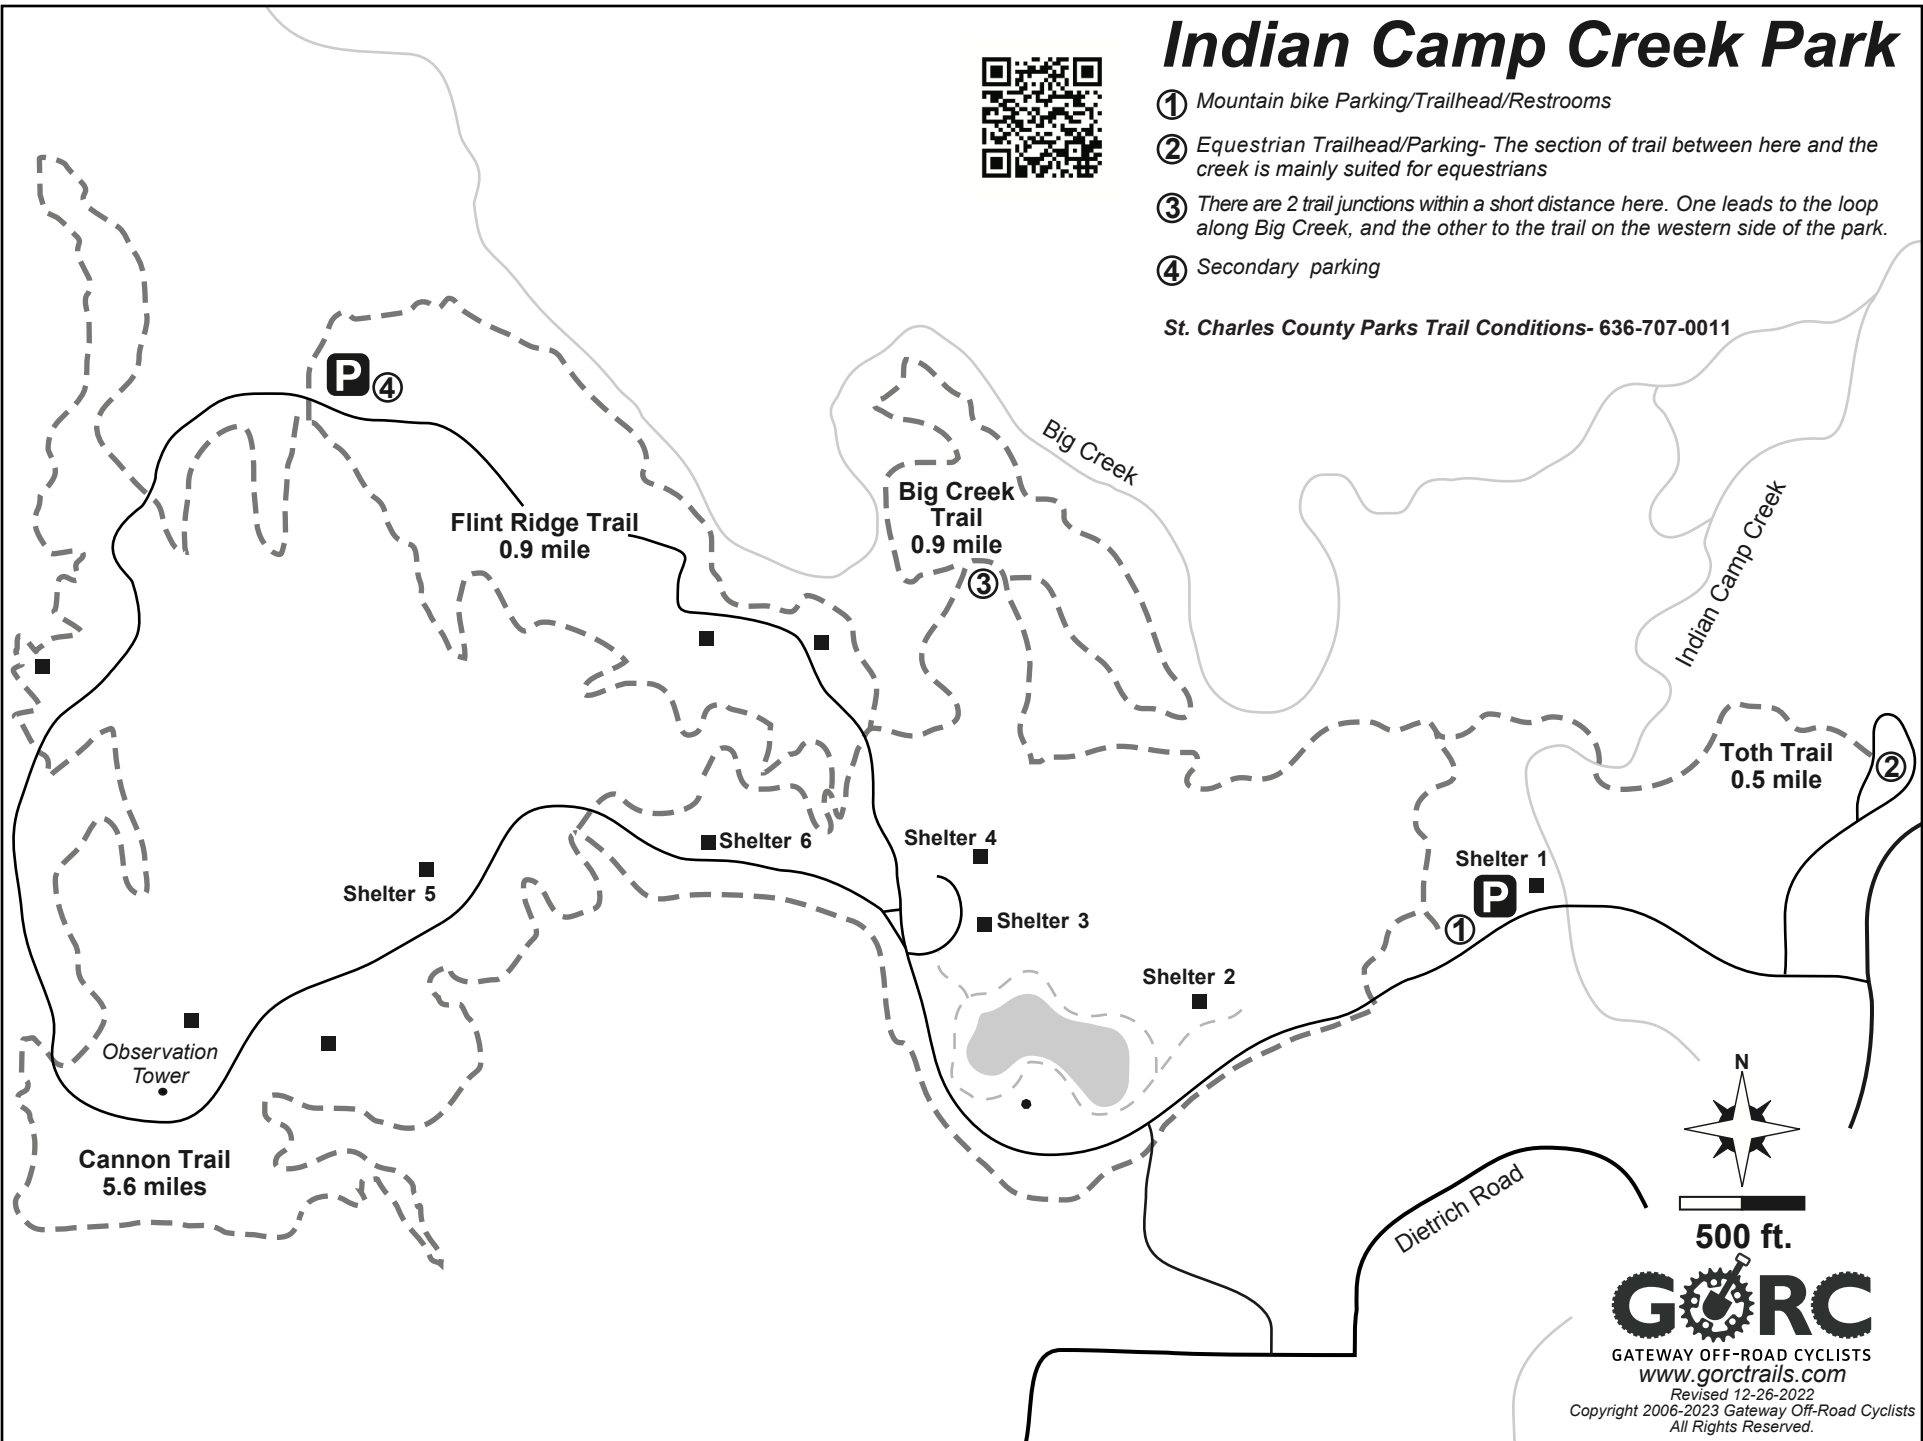 Indian Camp Creek Park
1 Mountain bike Parking/Trailhead/Restrooms
2 Equestrian Trailhead/Parking- The section of trail between here and the
creek is mainly suited for equestrians
3 There are 2 trail junctions within a short distance here. One leads to the loop
along Big Creek, and the other to the trail on the western side of the park.
4 Secondary parking
St. Charles County Parks Trail Conditions- 636-707-0011
P 4
Big Creek
Big Creek
Trail
0.9 mile
3
Flint Ridge Trail
0.9 mile
Indian Camp Creek
Toth Trail
0.5 mile
2
Shelter 6
Shelter 4
Shelter 1
P
1
Shelter 5
Shelter 3
Shelter 2
Observation
Tower
Cannon Trail
5.6 miles
Dietrich Road
N
500 ft.
GORC
GATEWAY OFF-ROAD CYCLISTS
www.gorctrails.com
Revised 12-26-2022
Copyright 2006-2023 Gateway Off-Road Cyclists
All Rights Reserved.